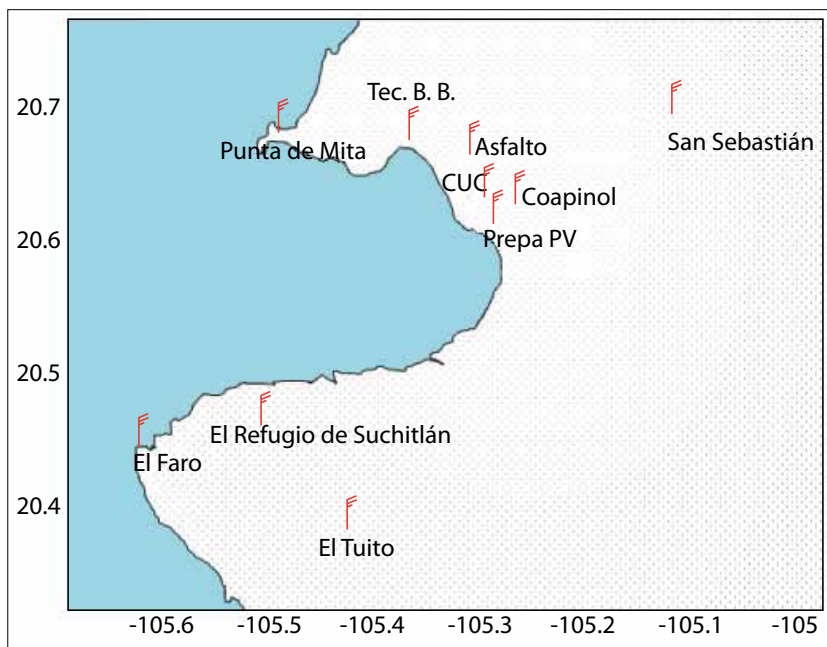 20.7
20.6
20.5
20.4
Tec. B. B.
Punta de Mita
Asfalto
San Sebastián
CUC
Coapinol
Prepa PV
El Refugio de Suchitlán
El Faro
El Tuito
-105.6 -105.5 -105.4 -105.3 -105.2 -105.1 -105